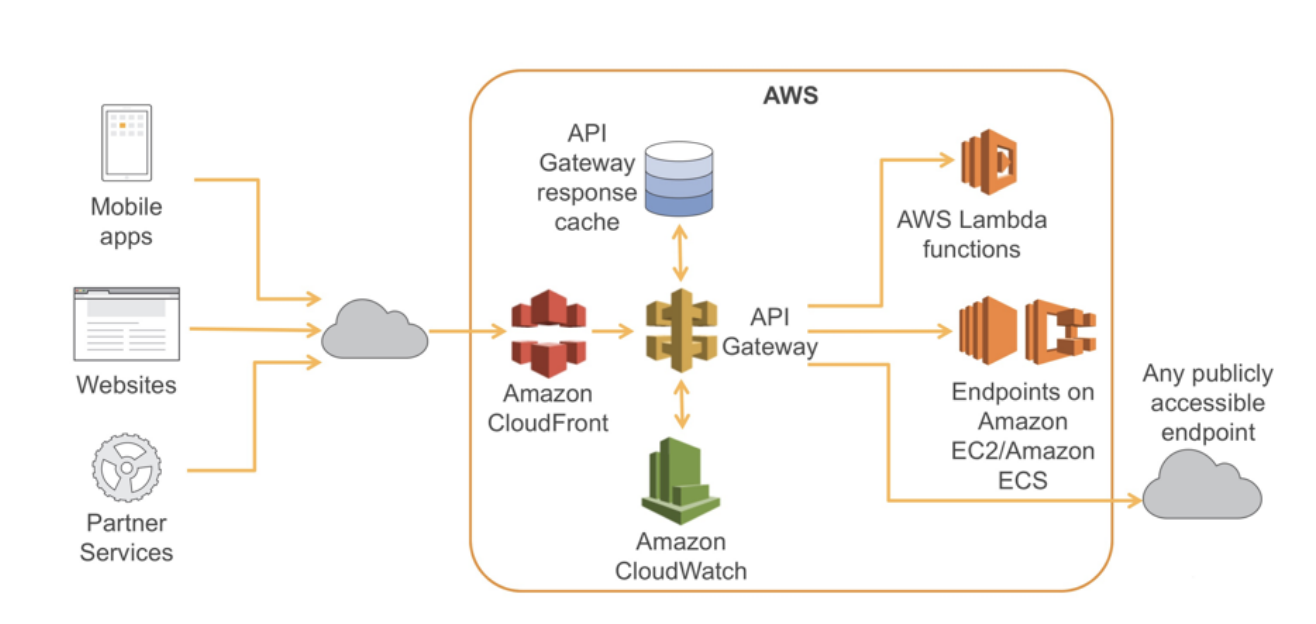 AWS
Mobile
apps
Websites
Partner
Services
API
Gateway
response
cache
Amazon
CloudFront
API
Gateway
Amazon
CloudWatch
AWS Lambda
functions
Endpoints on
Amazon
EC2/Amazon
ECS
Any publicly
accessible
endpoint